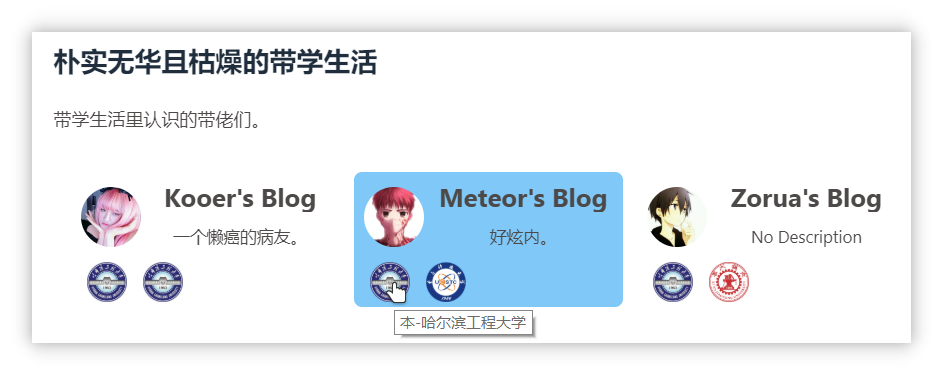 朴实无华且枯燥的带学生活
带学生活里认识的带佬们。
Kooer's Blog
一个懒癌的病友。
Meteor's Blog
好炫内。
Zorua's Blog
No Description
本-哈尔滨工程大学